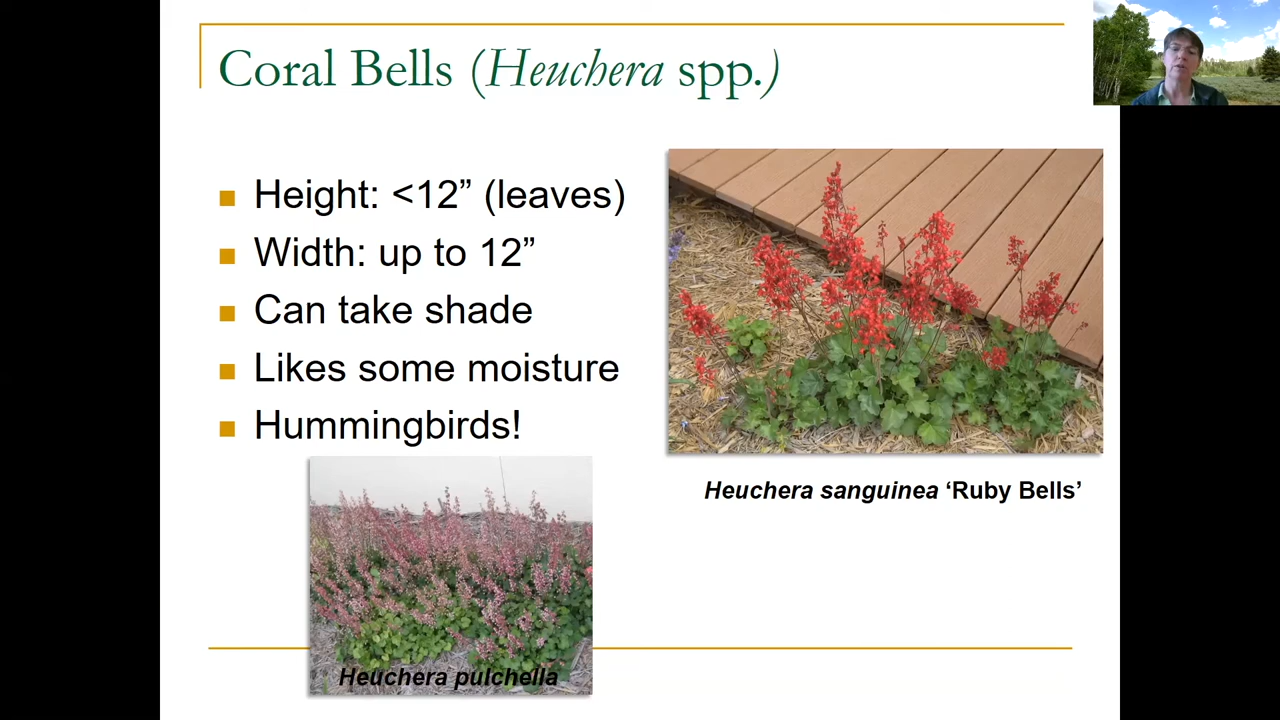 Coral Bells (Heuchera spp.)
Height: <12” (leaves)
Width: up to 12”
Can take shade
Likes some moisture
Hummingbirds!
Heuchera sanguinea ‘Ruby Bells’
Heuchera pulchella